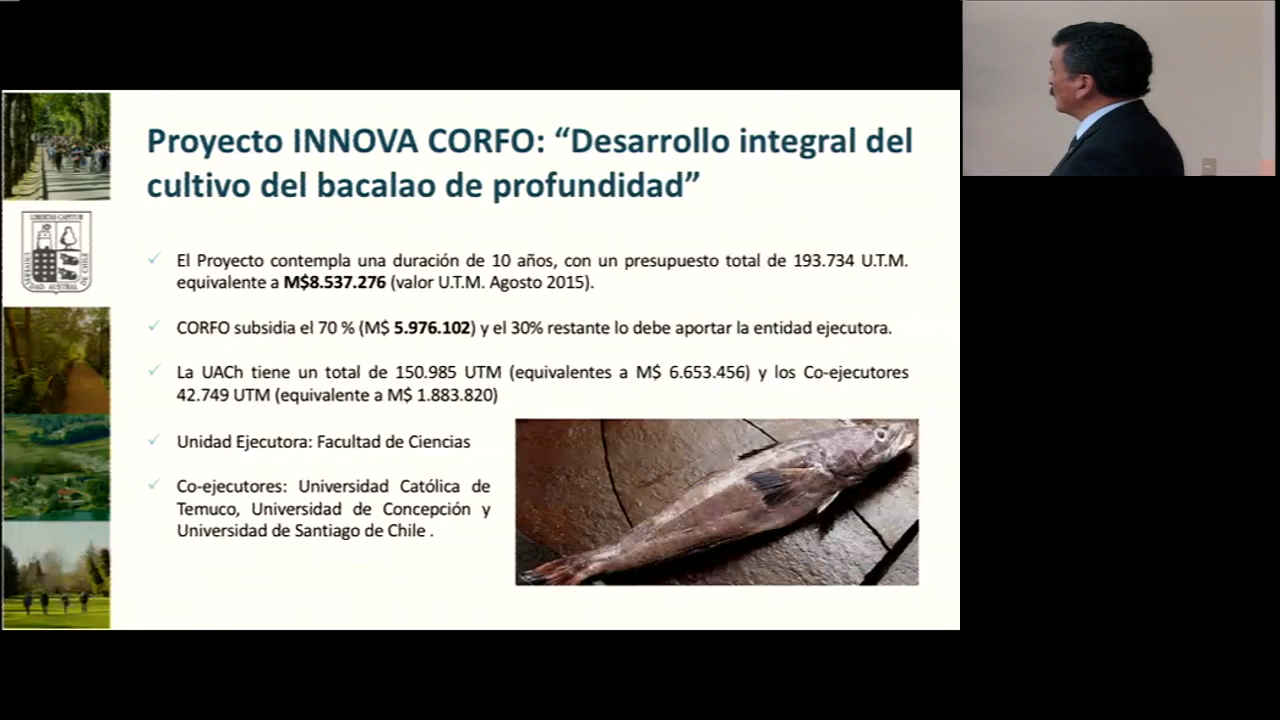 Proyecto INNOVA CORFO: “Desarrollo integral del
cultivo del bacalao de profundidad”
LIBERTAS CAPITUR
El Proyecto contempla una duración de 10 años, con un presupuesto total de 193.734 U.T.M.
equivalente a M$8.537.276 (valor U.T.M. Agosto 2015).
CORFO subsidia el 70 % (M$ 5.976.102) y el 30% restante lo debe aportar la entidad ejecutora.
La UACh tiene un total de 150.985 UTM (equivalentes a M$ 6.653.456) y los Co-ejecutores
42.749 UTM (equivalente a M$ 1.883.820)
Unidad Ejecutora: Facultad de Ciencias
Co-ejecutores: Universidad Católica de
Temuco, Universidad de Concepción y
Universidad de Santiago de Chile .